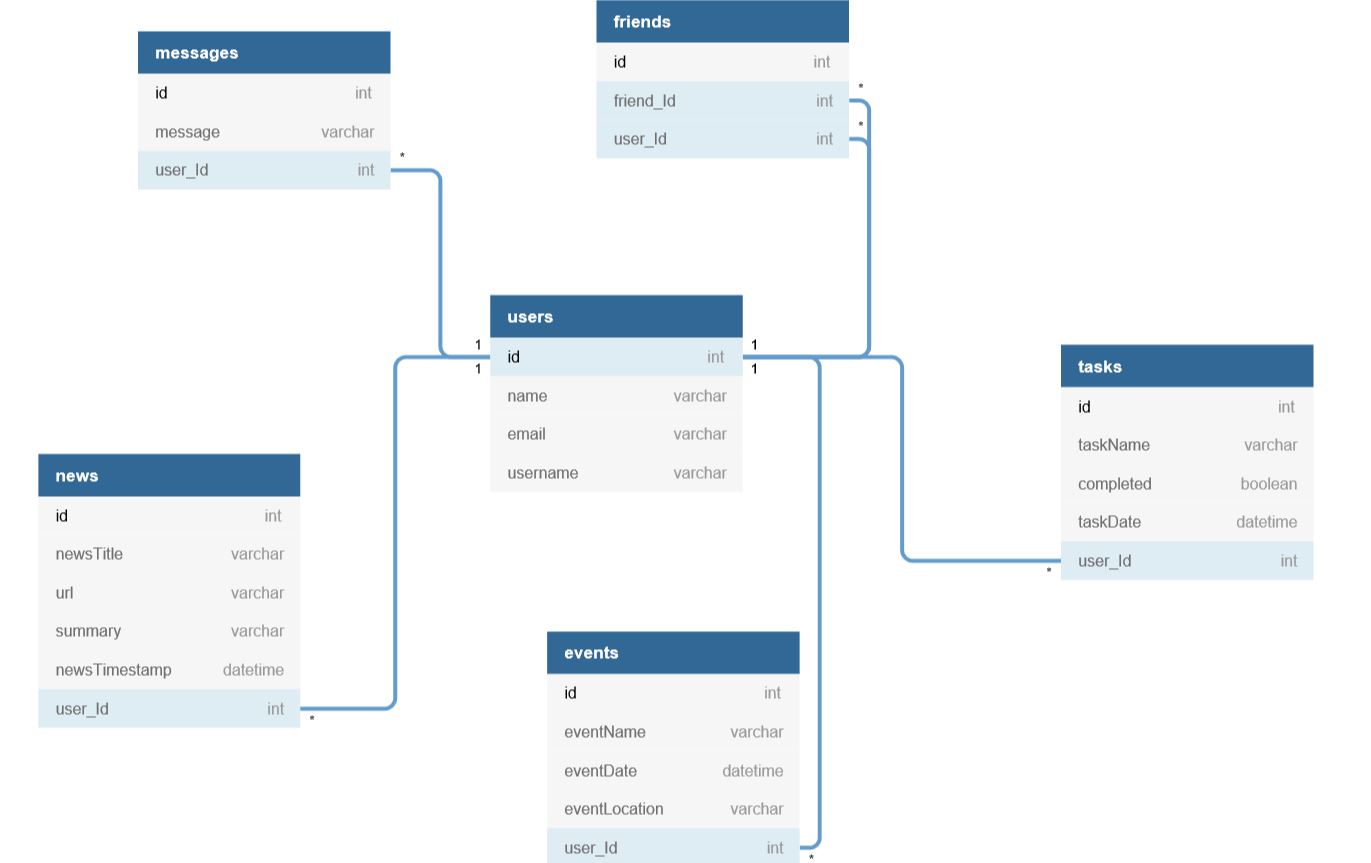 friends
id int
friend_Id int
user_Id int
*
*
messages
id int
message varchar
user_Id int
*
users
id int
name varchar
email varchar
username varchar
1
1
1
1
tasks
id int
taskName varchar
completed boolean
taskDate datetime
user_Id int
*
news
id int
newsTitle varchar
url varchar
summary varchar
newsTimestamp datetime
user_Id int
*
events
id int
eventName varchar
eventDate datetime
eventLocation varchar
user_Id int
*